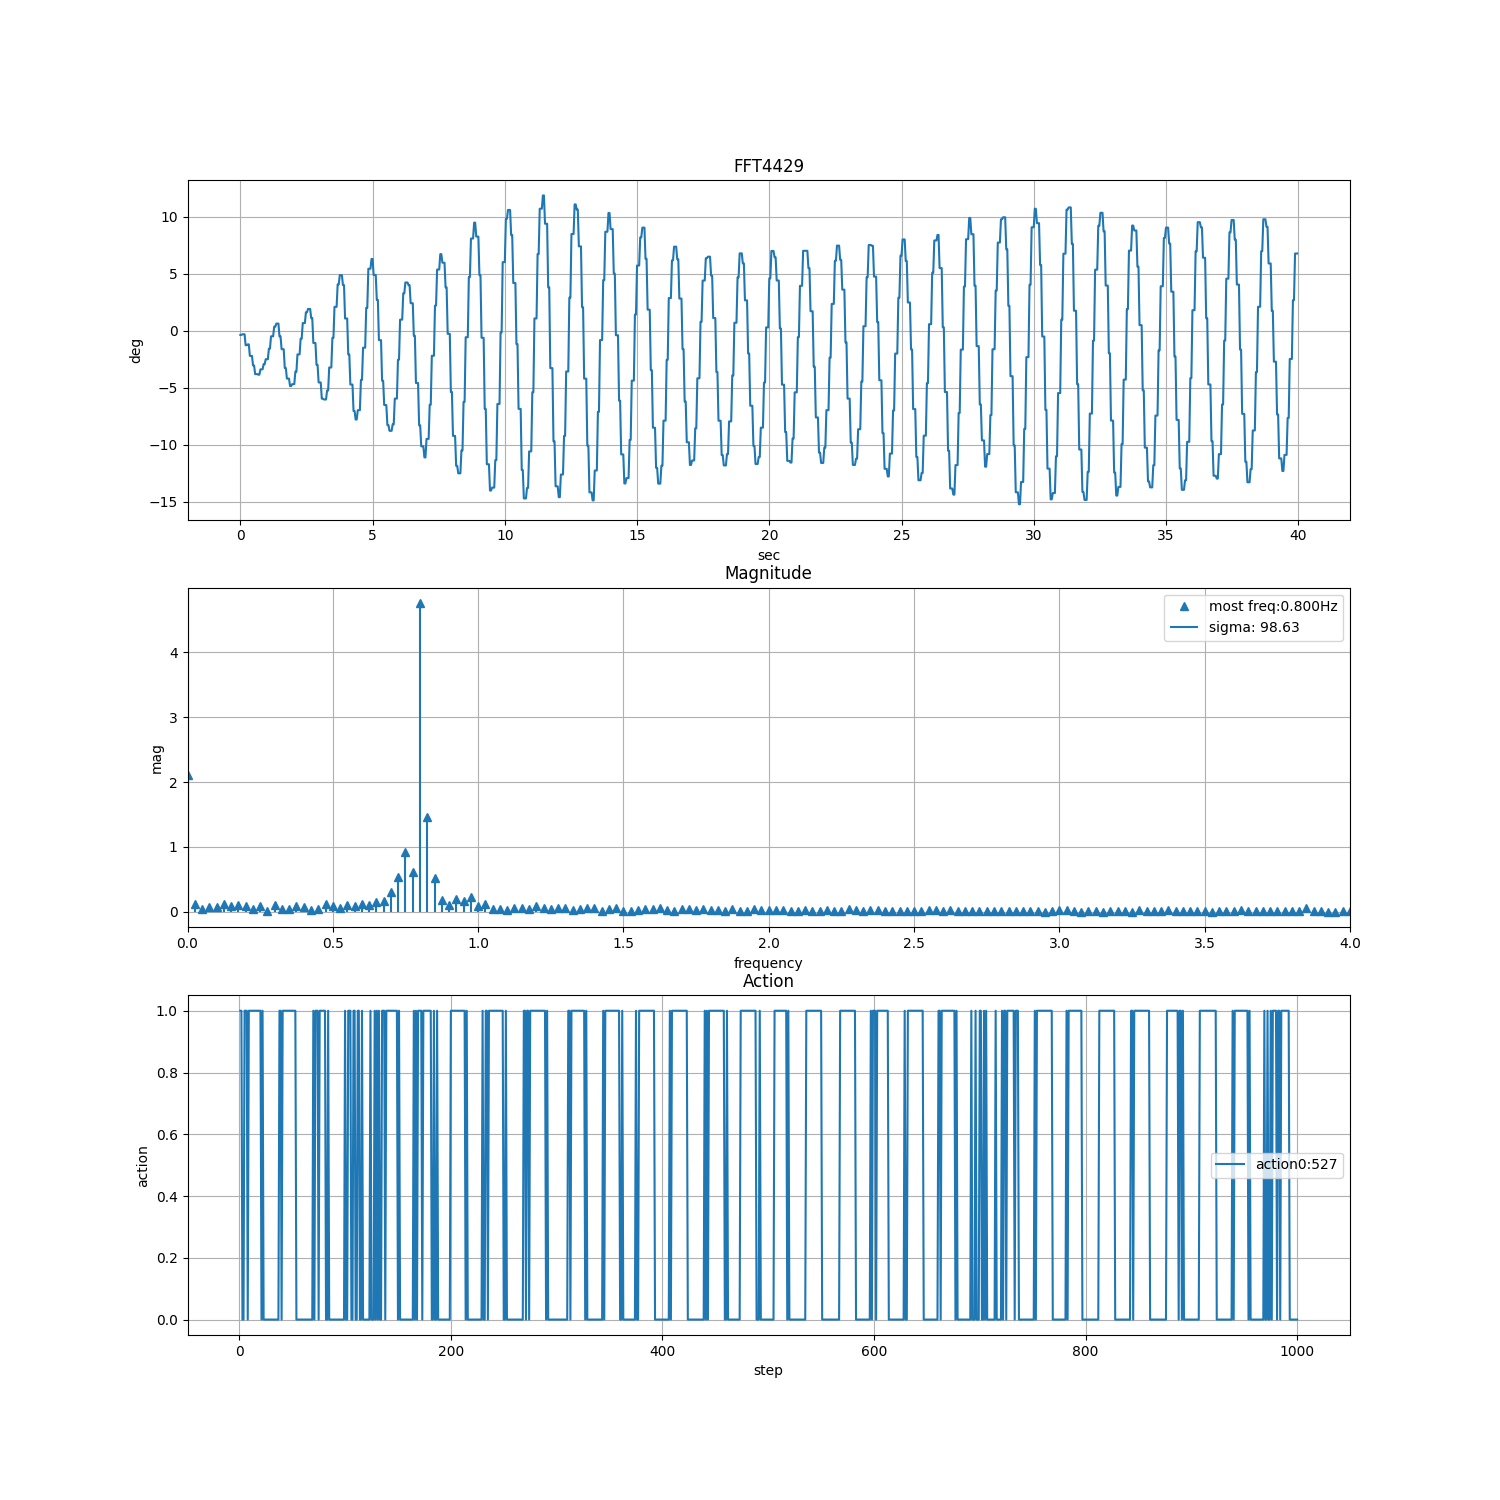 FFT4429
10
5
0
−5
−10
−15
deg
0 5 10 15 20 25 30 35 40
sec
Magnitude
most freq:0.800Hz
sigma: 98.63
4
3
2
1
0
mag
0.0 0.5 1.0 1.5 2.0 2.5 3.0 3.5 4.0
frequency
Action
1.0
0.8
0.6
0.4
0.2
0.0
action
action0:527
0 200 400 600 800 1000
step